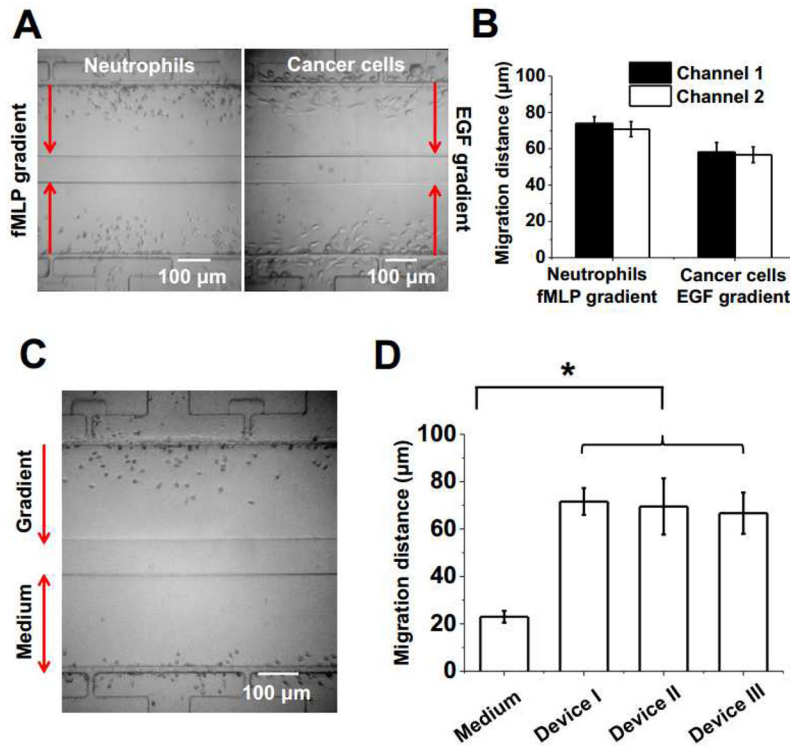 A
Neutrophils
Cancer cells
fMLP gradient
EGF gradient
100 μm
100 μm
B
Channel 1
Channel 2
Migration distance (μm)
100
80
60
40
20
0
Neutrophils
fMLP gradient
Cancer cells
EGF gradient
C
Gradient
Medium
100 μm
D
*
Migration distance (μm)
100
80
60
40
20
0
Medium
Device I
Device II
Device III